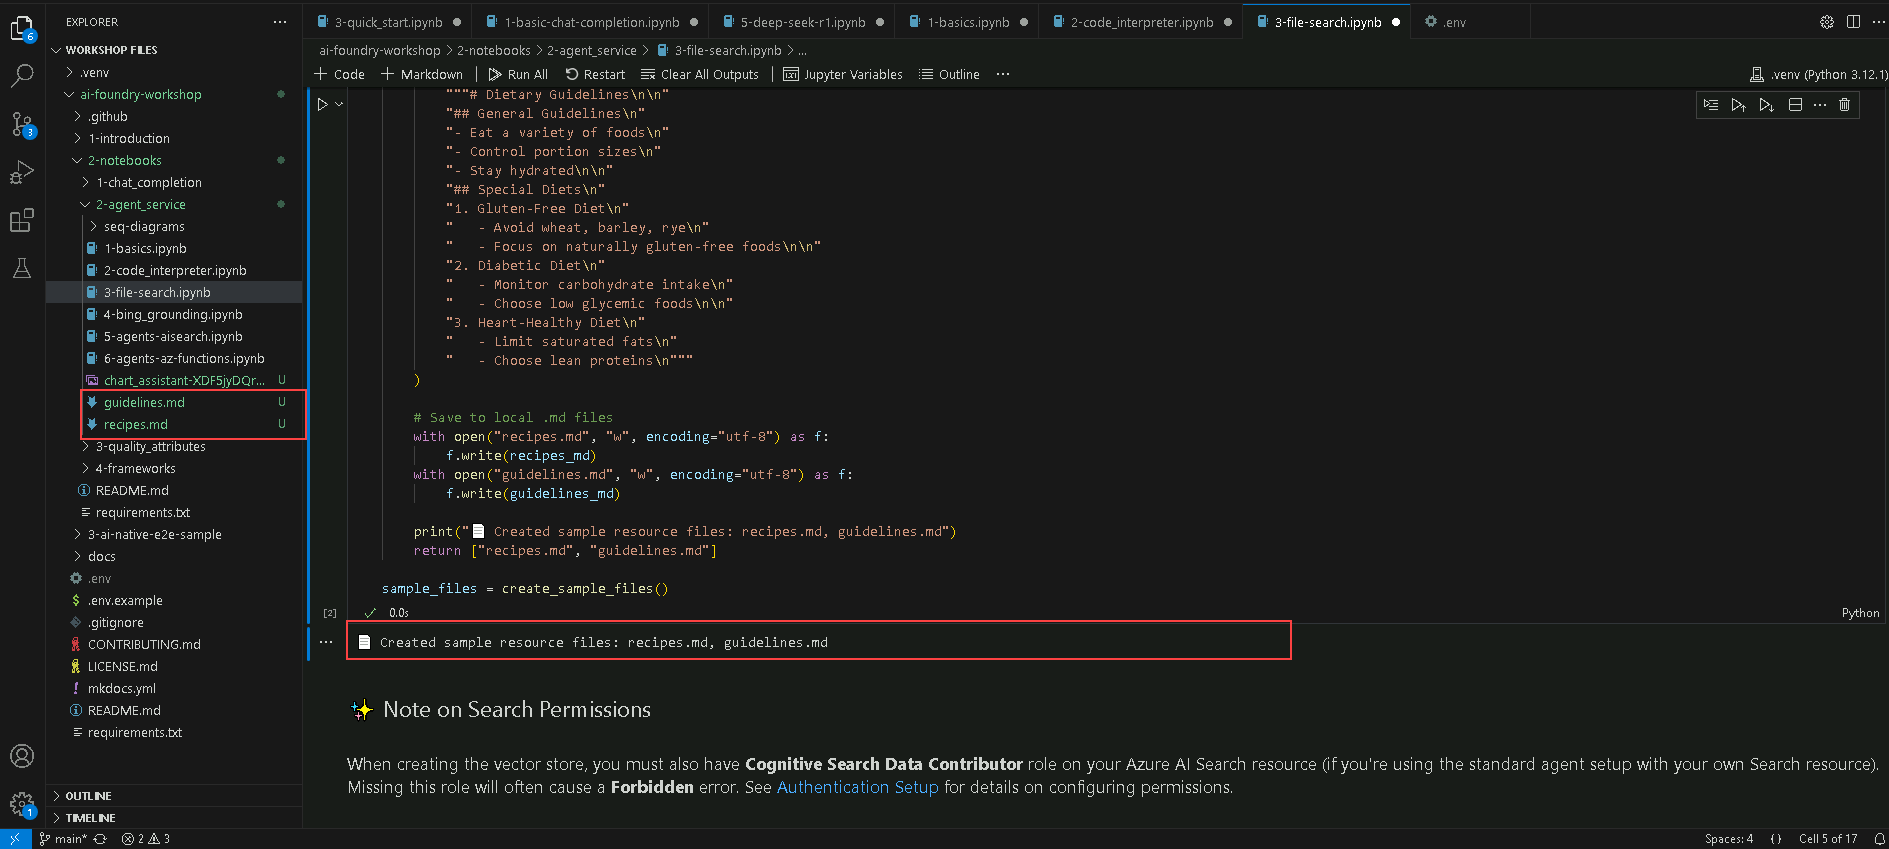 EXPLORER
WORKSHOP FILES
.venv
ai-foundry-workshop
.github
1-introduction
2-notebooks
1-chat_completion
2-agent_service
seq-diagrams
1-basics.ipynb
2-code_interpreter.ipynb
3-file-search.ipynb
4-bing_grounding.ipynb
5-agents-aisearch.ipynb
6-agents-az-functions.ipynb
chart_assistant-XDF5jyDQr... U
guidelines.md U
recipes.md U
3-quality_attributes
4-frameworks
README.md
requirements.txt
3-ai-native-e2e-sample
docs
.env
.env.example
.gitignore
CONTRIBUTING.md
LICENSE.md
mkdocs.yml
README.md
requirements.txt
OUTLINE
TIMELINE
6
3
1
3-quick_start.ipynb 1-basic-chat-completion.ipynb 5-deep-seek-r1.ipynb 1-basics.ipynb 2-code_interpreter.ipynb 3-file-search.ipynb .env
ai-foundry-workshop > 2-notebooks > 2-agent_service > 3-file-search.ipynb > ...
+ Code + Markdown | Run All Restart Clear All Outputs | Jupyter Variables Outline ... .venv (Python 3.12.1)
"""# Dietary Guidelines\n\n"
"## General Guidelines\n"
"- Eat a variety of foods\n"
"- Control portion sizes\n"
"- Stay hydrated\n\n"
"## Special Diets\n"
"1. Gluten-Free Diet\n"
"   - Avoid wheat, barley, rye\n"
"   - Focus on naturally gluten-free foods\n\n"
"2. Diabetic Diet\n"
"   - Monitor carbohydrate intake\n"
"   - Choose low glycemic foods\n\n"
"3. Heart-Healthy Diet\n"
"   - Limit saturated fats\n"
"   - Choose lean proteins\n"""
)
# Save to local .md files
with open("recipes.md", "w", encoding="utf-8") as f:
f.write(recipes_md)
with open("guidelines.md", "w", encoding="utf-8") as f:
f.write(guidelines_md)
print("📄 Created sample resource files: recipes.md, guidelines.md")
return ["recipes.md", "guidelines.md"]
sample_files = create_sample_files()
[2] ✓ 0.0s Python
📄 Created sample resource files: recipes.md, guidelines.md
✨ Note on Search Permissions
When creating the vector store, you must also have Cognitive Search Data Contributor role on your Azure AI Search resource (if you're using the standard agent setup with your own Search resource).
Missing this role will often cause a Forbidden error. See Authentication Setup for details on configuring permissions.
main* 2 3 Spaces: 4 {} Cell 5 of 17